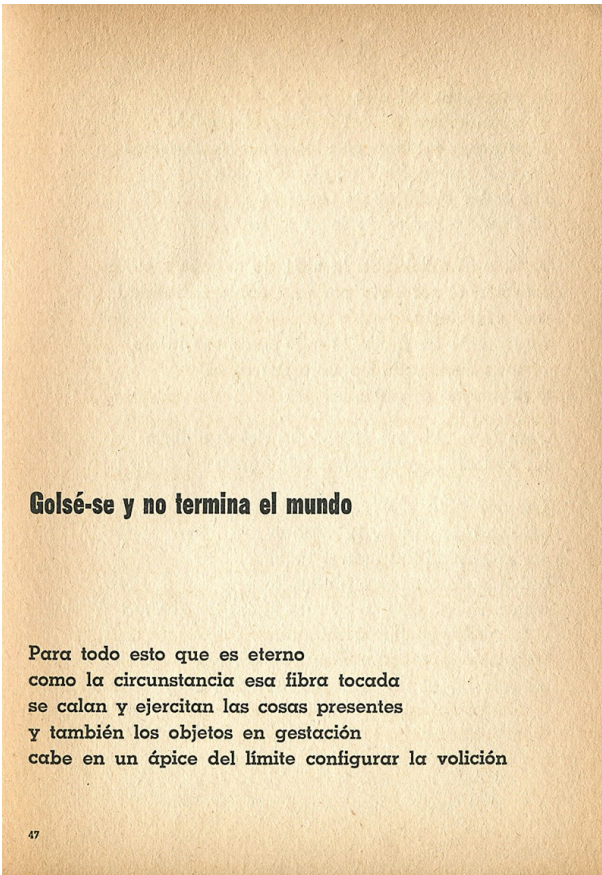 Golsé-se y no termina el mundo
Para todo esto que es eterno
como la circunstancia esa fibra tocada
se calan y ejercitan las cosas presentes
y también los objetos en gestación
cabe en un ápice del límite configurar la volición
47